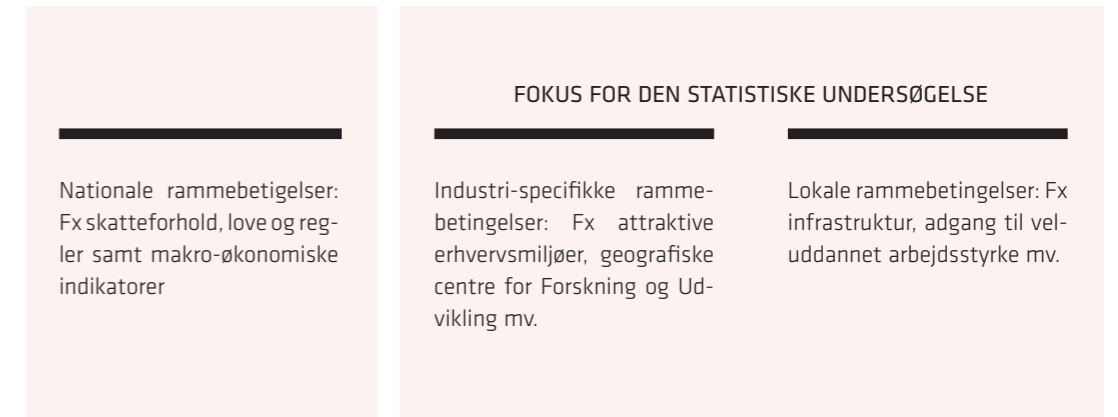 FOKUS FOR DEN STATISTISKE UNDERSØGELSE
Nationale rammebetigelser:
Fx skatteforhold, love og reg-
ler samt makro-økonomiske
indikatorer
Industri-specifikke ramme-
betingelser: Fx attraktive
erhvervsmiljøer, geografiske
centre for Forskning og Ud-
vikling mv.
Lokale rammebetingelser: Fx
infrastruktur, adgang til vel-
uddannet arbejdsstyrke mv.